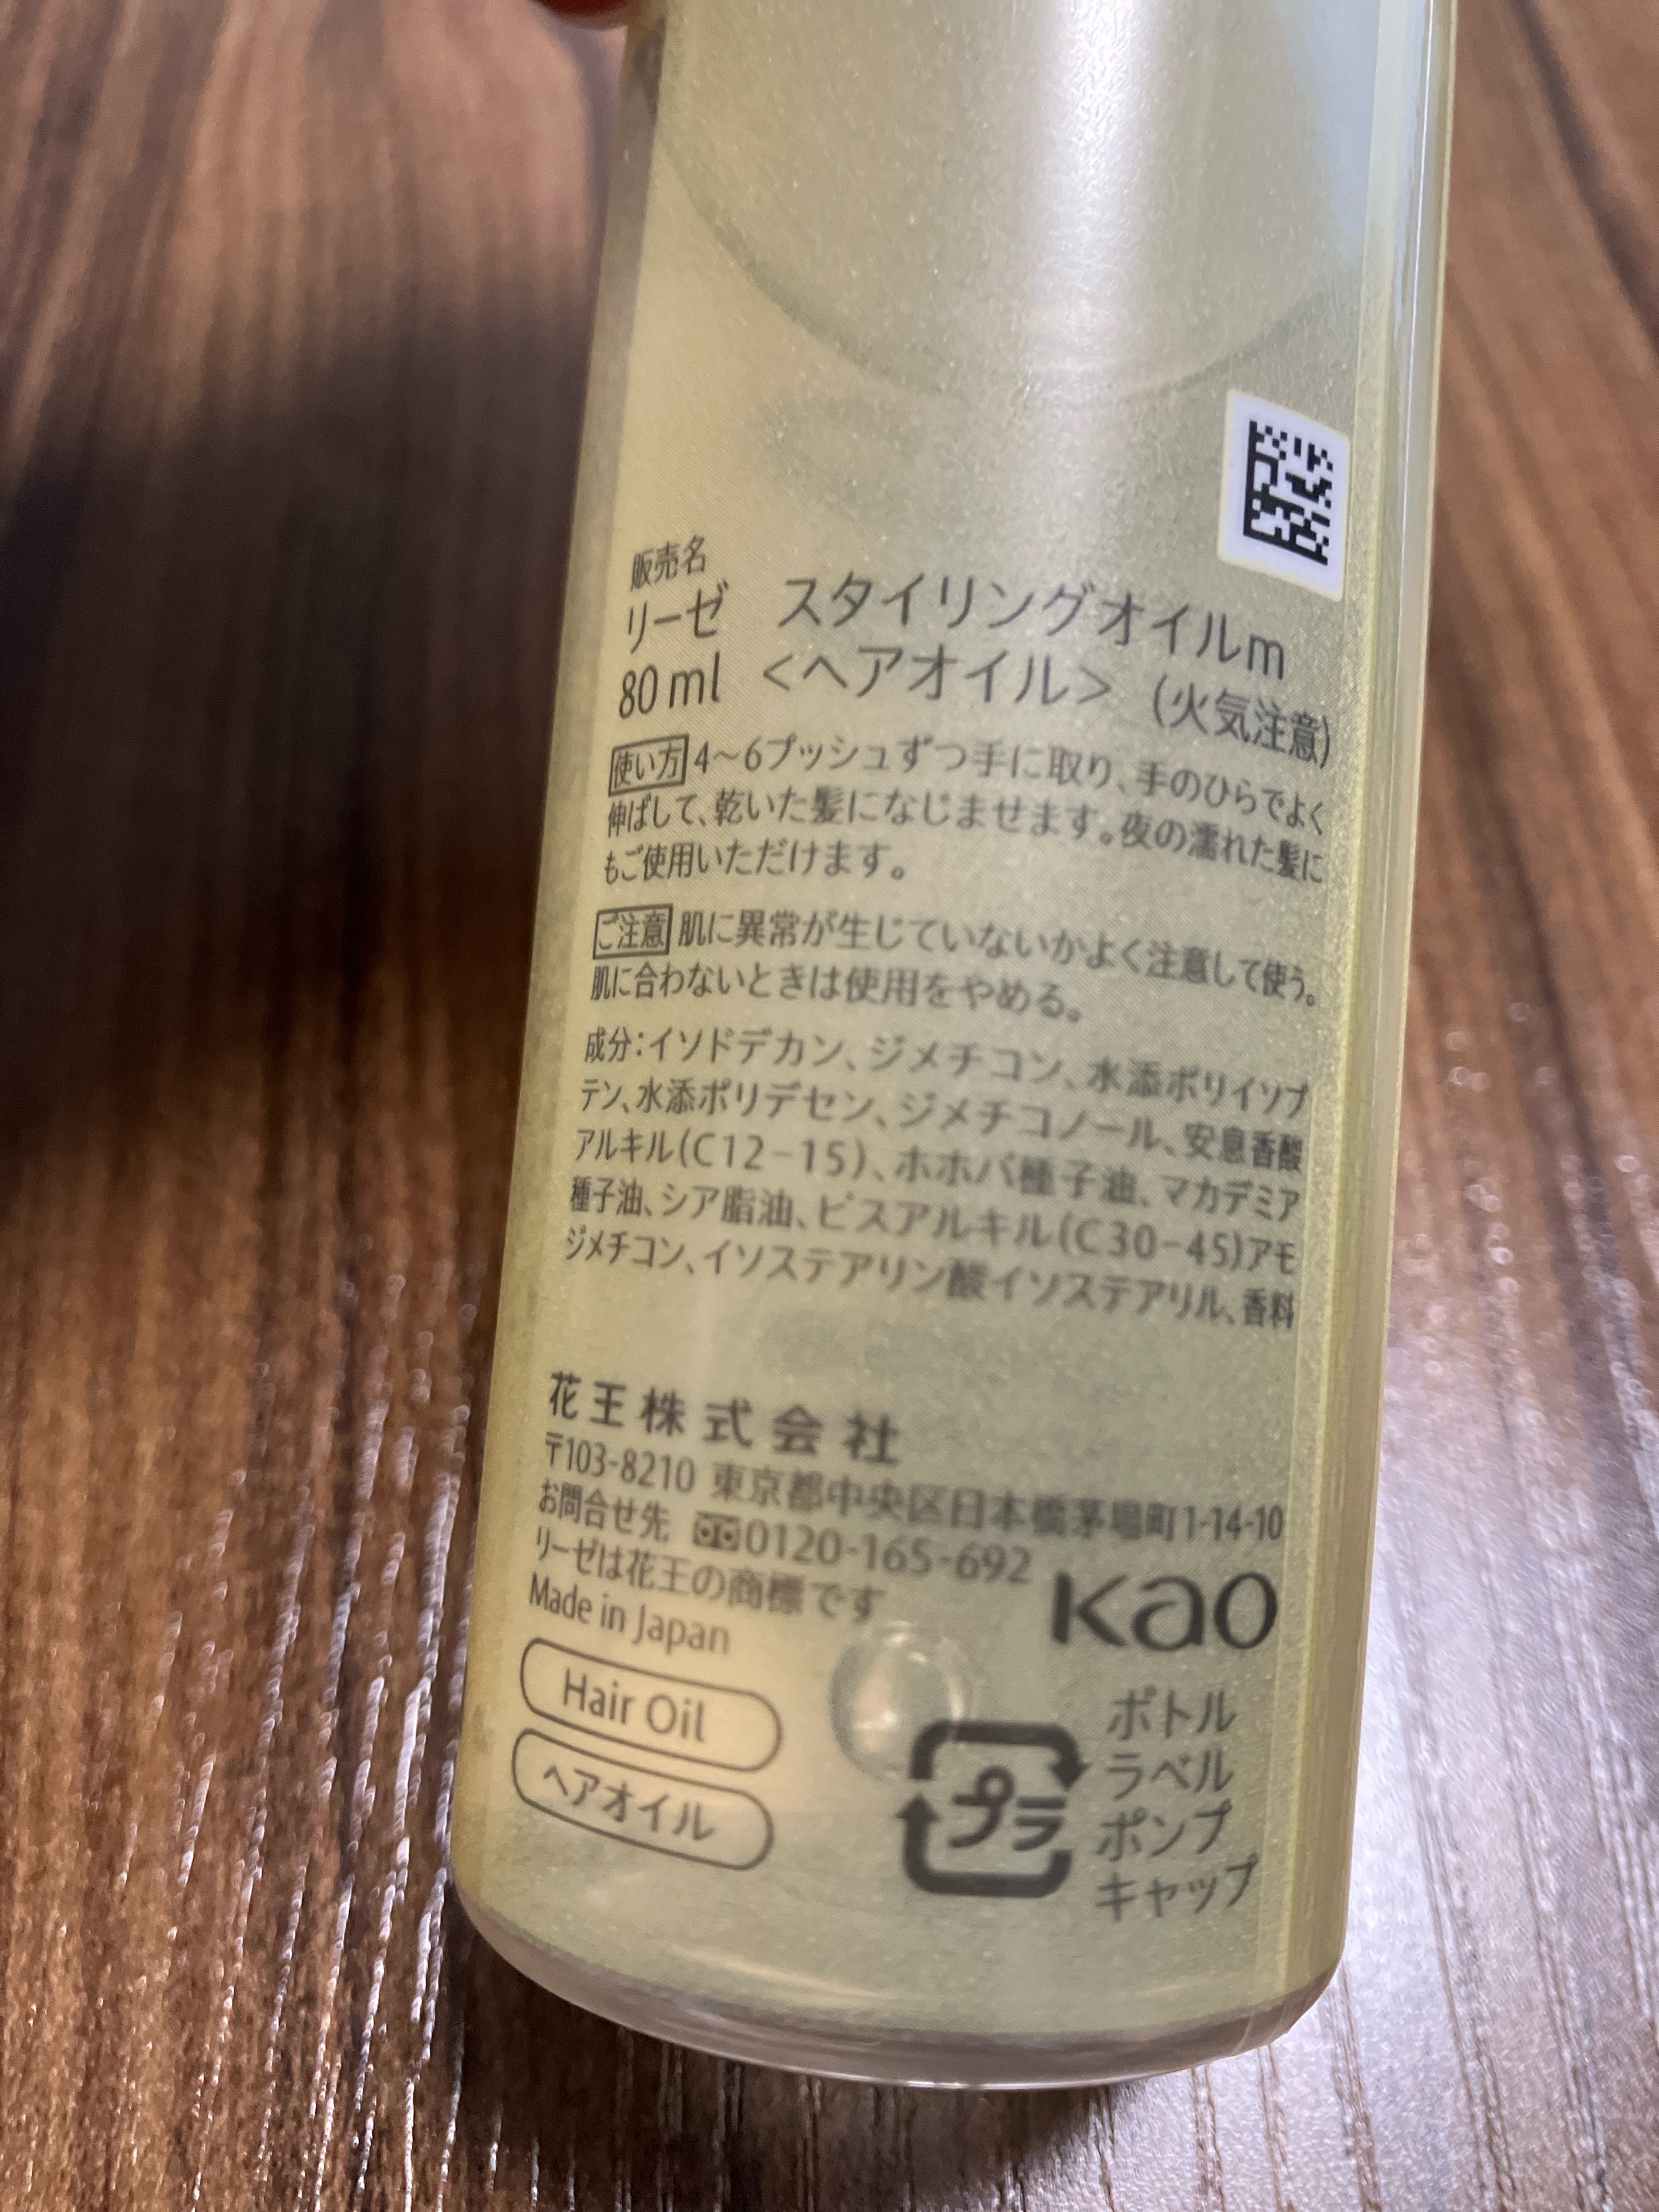 販売名
リーゼ スタイリングオイルm
80ml <ヘアオイル> (火気注意)
使い方 4〜6プッシュずつ手に取り、手のひらでよく
伸ばして、乾いた髪になじませます。夜の濡れた髪に
もご使用いただけます。
ご注意 肌に異常が生じていないかよく注意して使う。
肌に合わないときは使用をやめる。
成分:イソドデカン、ジメチコン、水添ポリイソブ
テン、水添ポリデセン、ジメチコノール、安息香酸
アルキル(C12-15)、ホホバ種子油、マカデミア
種子油、シア脂油、ビスアルキル(C30-45)アモ
ジメチコン、イソステアリン酸イソステアリル、香料
花王株式会社
〒103-8210 東京都中央区日本橋茅場町1-14-10
お問合せ先 0120-165-692
リーゼは花王の商標です
Made in Japan
Kao
Hair Oil
ヘアオイル
プラ
ボトル
ラベル
ポンプ
キャップ